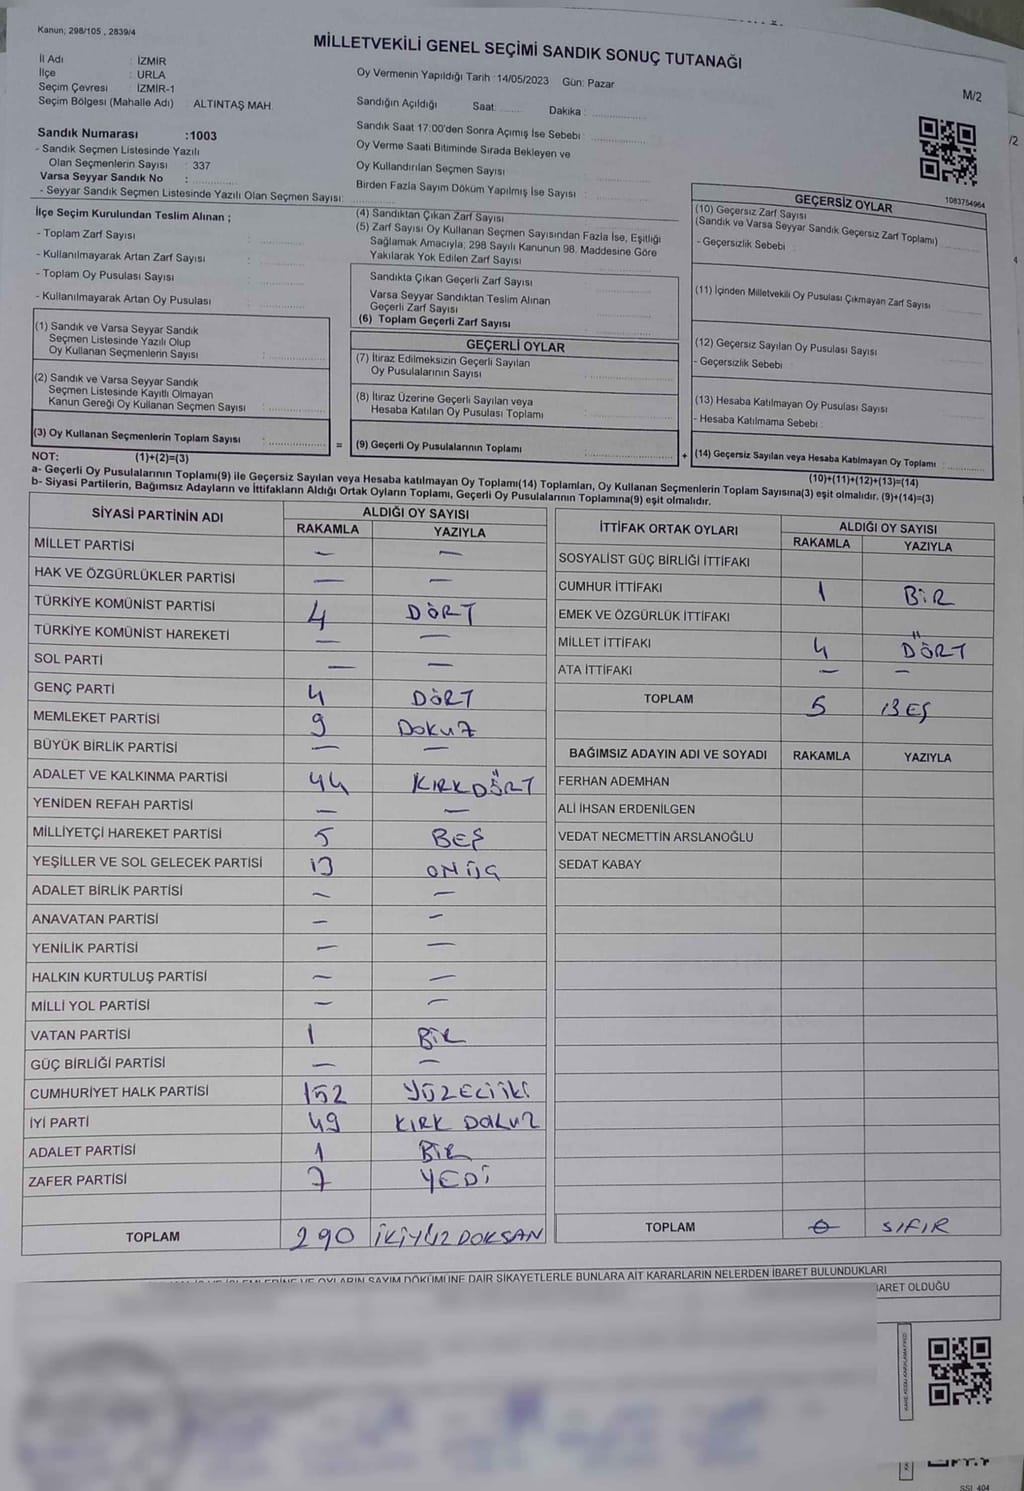 Kanun, 298/105 , 2839/4
MİLLETVEKİLİ GENEL SEÇİMİ SANDIK SONUÇ TUTANAĞI
M/2
İl Adı : İZMİR
İlçe : URLA
Seçim Çevresi : İZMİR-1
Seçim Bölgesi (Mahalle Adı) ALTINTAŞ MAH.
Oy Vermenin Yapıldığı Tarih :14/05/2023 Gün: Pazar
Sandığın Açıldığı Saat: Dakika :
Sandık Saat 17:00'den Sonra Açımış İse Sebebi :
Oy Verme Saati Bitiminde Sırada Bekleyen ve
Oy Kullandırılan Seçmen Sayısı
Birden Fazla Sayım Döküm Yapılmış İse Sayısı :
Sandık Numarası :1003
- Sandık Seçmen Listesinde Yazılı
Olan Seçmenlerin Sayısı : 337
Varsa Seyyar Sandık No :
- Seyyar Sandık Seçmen Listesinde Yazılı Olan Seçmen Sayısı:
1083754964
İlçe Seçim Kurulundan Teslim Alınan ;
- Toplam Zarf Sayısı :
- Kullanılmayarak Artan Zarf Sayısı :
- Toplam Oy Pusulası Sayısı :
- Kullanılmayarak Artan Oy Pusulası :
(1) Sandık ve Varsa Seyyar Sandık
Seçmen Listesinde Yazılı Olup
Oy Kullanan Seçmenlerin Sayısı :
(2) Sandık ve Varsa Seyyar Sandık
Seçmen Listesinde Kayıtlı Olmayan
Kanun Gereği Oy Kullanan Seçmen Sayısı :
(3) Oy Kullanan Seçmenlerin Toplam Sayısı : =
(4) Sandıktan Çıkan Zarf Sayısı
(5) Zarf Sayısı Oy Kullanan Seçmen Sayısından Fazla İse, Eşitliği
Sağlamak Amacıyla, 298 Sayılı Kanunun 98. Maddesine Göre
Yakılarak Yok Edilen Zarf Sayısı
Sandıkta Çıkan Geçerli Zarf Sayısı
Varsa Seyyar Sandıktan Teslim Alınan
Geçerli Zarf Sayısı
(6) Toplam Geçerli Zarf Sayısı
GEÇERLİ OYLAR
(7) İtiraz Edilmeksizin Geçerli Sayılan
Oy Pusulalarının Sayısı
(8) İtiraz Üzerine Geçerli Sayılan veya
Hesaba Katılan Oy Pusulası Toplamı
(9) Geçerli Oy Pusulalarının Toplamı +
GEÇERSİZ OYLAR
(10) Geçersiz Zarf Sayısı
(Sandık ve Varsa Seyyar Sandık Geçersiz Zarf Toplamı)
- Geçersizlik Sebebi :
(11) İçinden Milletvekili Oy Pusulası Çıkmayan Zarf Sayısı
(12) Geçersiz Sayılan Oy Pusulası Sayısı
- Geçersizlik Sebebi
(13) Hesaba Katılmayan Oy Pusulası Sayısı
- Hesaba Katılmama Sebebi
(14) Geçersiz Sayılan veya Hesaba Katılmayan Oy Toplamı
NOT: (1)+(2)=(3) (10)+(11)+(12)+(13)=(14)
a- Geçerli Oy Pusulalarının Toplamı(9) ile Geçersiz Sayılan veya Hesaba katılmayan Oy Toplamı(14) Toplamları, Oy Kullanan Seçmenlerin Toplam Sayısına(3) eşit olmalıdır. (9)+(14)=(3)
b- Siyasi Partilerin, Bağımsız Adayların ve İttifakların Aldığı Ortak Oyların Toplamı, Geçerli Oy Pusulalarının Toplamına(9) eşit olmalıdır.
SİYASİ PARTİNİN ADI ALDIĞI OY SAYISI
RAKAMLA YAZIYLA
MİLLET PARTİSİ — —
HAK VE ÖZGÜRLÜKLER PARTİSİ — —
TÜRKİYE KOMÜNİST PARTİSİ 4 DÖRT
TÜRKİYE KOMÜNİST HAREKETİ — —
SOL PARTİ — —
GENÇ PARTİ 4 DÖRT
MEMLEKET PARTİSİ 9 DOKUZ
BÜYÜK BİRLİK PARTİSİ — —
ADALET VE KALKINMA PARTİSİ 44 KIRKDÖRT
YENİDEN REFAH PARTİSİ — —
MİLLİYETÇİ HAREKET PARTİSİ 5 BEŞ
YEŞİLLER VE SOL GELECEK PARTİSİ 13 ONÜÇ
ADALET BİRLİK PARTİSİ — —
ANAVATAN PARTİSİ — —
YENİLİK PARTİSİ — —
HALKIN KURTULUŞ PARTİSİ — —
MİLLİ YOL PARTİSİ — —
VATAN PARTİSİ 1 BİR
GÜÇ BİRLİĞİ PARTİSİ — —
CUMHURİYET HALK PARTİSİ 152 YÜZELİİKİ
İYİ PARTİ 49 KIRK DOKUZ
ADALET PARTİSİ 1 BİR
ZAFER PARTİSİ 7 YEDİ
TOPLAM 290 İKİYÜZ DOKSAN
İTTİFAK ORTAK OYLARI ALDIĞI OY SAYISI
RAKAMLA YAZIYLA
SOSYALİST GÜÇ BİRLİĞİ İTTİFAKI
CUMHUR İTTİFAKI 1 BİR
EMEK VE ÖZGÜRLÜK İTTİFAKI
MİLLET İTTİFAKI 4 DÖRT
ATA İTTİFAKI — —
TOPLAM 5 BEŞ
BAĞIMSIZ ADAYIN ADI VE SOYADI RAKAMLA YAZIYLA
FERHAN ADEMHAN
ALİ İHSAN ERDENİLGEN
VEDAT NECMETTİN ARSLANOĞLU
SEDAT KABAY
TOPLAM 0 SIFIR
VE OYLARIN SAYIM DÖKÜMÜNE DAİR ŞİKAYETLERLE BUNLARA AİT KARARLARIN NELERDEN İBARET BULUNDUKLARI
OLDUĞU